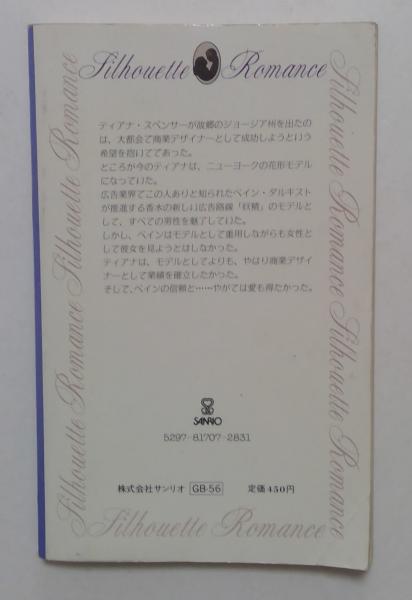 Silhouette Romance
ティアナ・スペンサーが故郷のジョージア州を出たの
は、大都会で商業デザイナーとして成功しようという
希望を抱いてであった。
ところが今のティアナは、ニューヨークの花形モデル
になっていた。
広告業界でこの人ありと知られたペイン・ダルキスト
が推進する香水の新しい広告路線「妖精」のモデルと
して、すべての男性を魅了していた。
しかし、ペインはモデルとして重用しながらも女性と
して彼女を見ようとはしなかった。
ティアナは、モデルとしてよりも、やはり商業デザイ
ナーとして業績を確立したかった。
そして、ペインの信頼と……やがては愛も得たかった。
Silhouette Romance Silhouette Romance
Silhouette Romance Silhouette Romance
SANRIO
5297-81707-2831
株式会社サンリオ GB-56 定価450円
Silhouette Romance